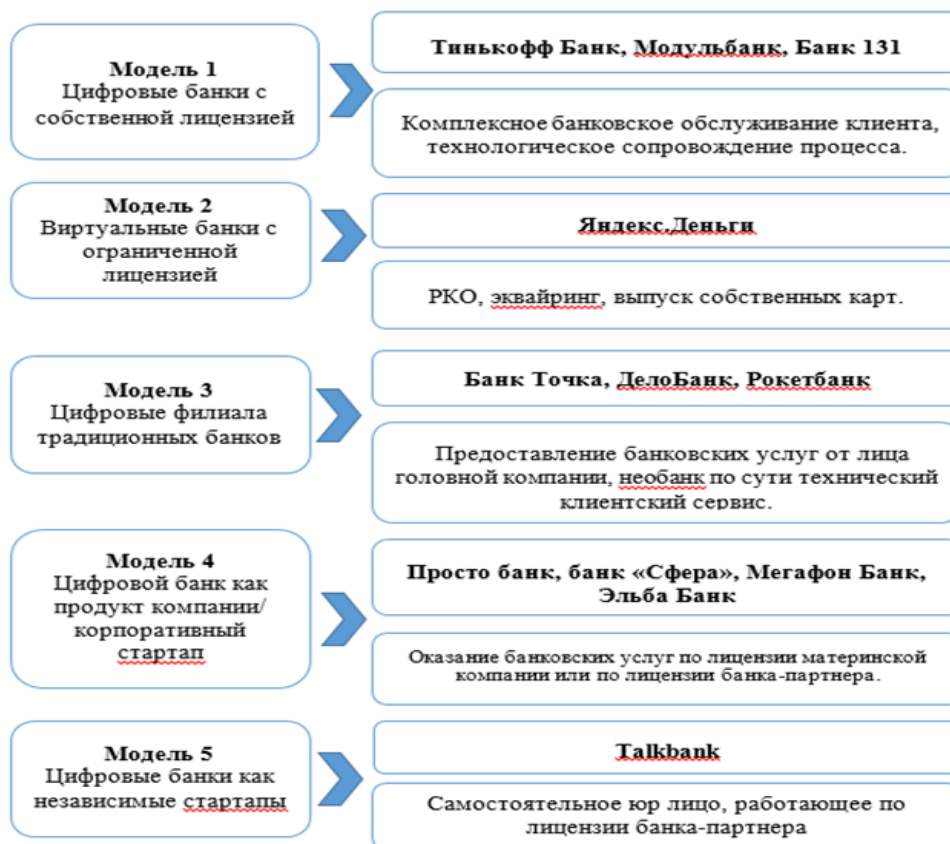 Модель 1
Цифровые банки с
собственной лицензией
Тинькофф Банк, Модульбанк, Банк 131
Комплексное банковское обслуживание клиента,
технологическое сопровождение процесса.
Модель 2
Виртуальные банки с
ограниченной
лицензией
Яндекс.Деньги
РКО, эквайринг, выпуск собственных карт.
Модель 3
Цифровые филиала
традиционных банков
Банк Точка, ДелоБанк, Рокетбанк
Предоставление банковских услуг от лица
головной компании, необанк по сути технический
клиентский сервис.
Модель 4
Цифровой банк как
продукт компании/
корпоративный
стартап
Просто банк, банк «Сфера», Мегафон Банк,
Эльба Банк
Оказание банковских услуг по лицензии материнской
компании или по лицензии банка-партнера.
Модель 5
Цифровые банки как
независимые стартапы
Talkbank
Самостоятельное юр лицо, работающее по
лицензии банка-партнера